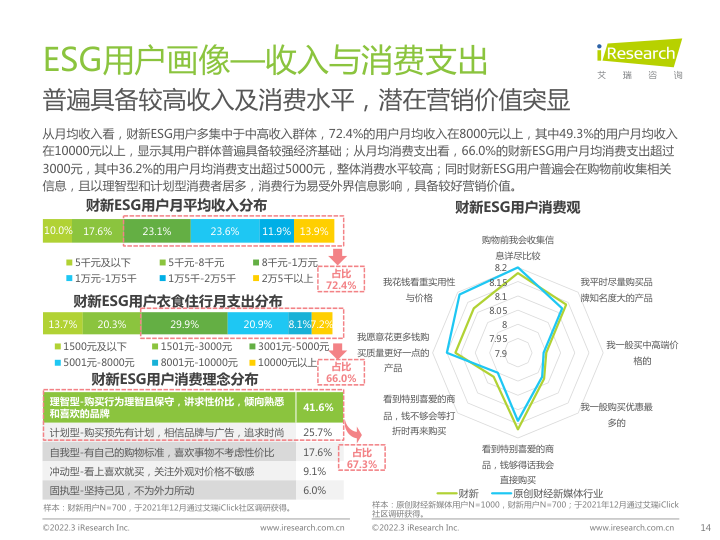 ESG用户画像—收入与消费支出
iResearch
艾 瑞 咨 询
普遍具备较高收入及消费水平，潜在营销价值突显
从月均收入看，财新ESG用户多集中于中高收入群体，72.4%的用户月均收入在8000元以上，其中49.3%的用户月均收入
在10000元以上，显示其用户群体普遍具备较强经济基础；从月均消费支出看，66.0%的财新ESG用户月均消费支出超过
3000元，其中36.2%的用户月均消费支出超过5000元，整体消费水平较高；同时财新ESG用户普遍会在购物前收集相关
信息，且以理智型和计划型消费者居多，消费行为易受外界信息影响，具备较好营销价值。
财新ESG用户月平均收入分布
10.0% 17.6% 23.1% 23.6% 11.9% 13.9%
5千元及以下 5千元-8千元 8千元-1万元
1万元-1万5千 1万5千-2万5千 2万5千以上
占比
72.4%
财新ESG用户衣食住行月支出分布
13.7% 20.3% 29.9% 20.9% 8.1% 7.2%
1500元及以下 1501元-3000元 3001元-5000元
5001元-8000元 8001元-10000元 10000元以上
占比
66.0%
财新ESG用户消费理念分布
理智型-购买行为理智且保守，讲求性价比，倾向熟悉
和喜欢的品牌 41.6%
计划型-购买预先有计划，相信品牌与广告，追求时尚 25.7%
自我型-有自己的购物标准，喜欢事物不考虑性价比 17.6%
冲动型-看上喜欢就买，关注外观对价格不敏感 9.1%
固执型-坚持己见，不为外力所动 6.0%
占比
67.3%
样本：财新用户N=700，于2021年12月通过艾瑞iClick社区调研获得。
财新ESG用户消费观
购物前我会收集信
息详尽比较
我平时尽量购买品
牌知名度大的产品
我一般买中高端价
格的
我一般购买优惠最
多的
看到特别喜爱的商
品，钱够得话我会
直接购买
看到特别喜爱的商
品，钱不够会等打
折时再来购买
我愿意花更多钱购
买质量更好一点的
产品
我花钱看重实用性
与价格
8.2
8.15
8.1
8.05
8
7.95
7.9
财新 原创财经新媒体行业
样本：原创财经新媒体用户N=1000，财新用户N=700；于2021年12月通过艾瑞iClick
社区调研获得。
©2022.3 iResearch Inc. www.iresearch.com.cn ©2022.3 iResearch Inc. www.iresearch.com.cn 14